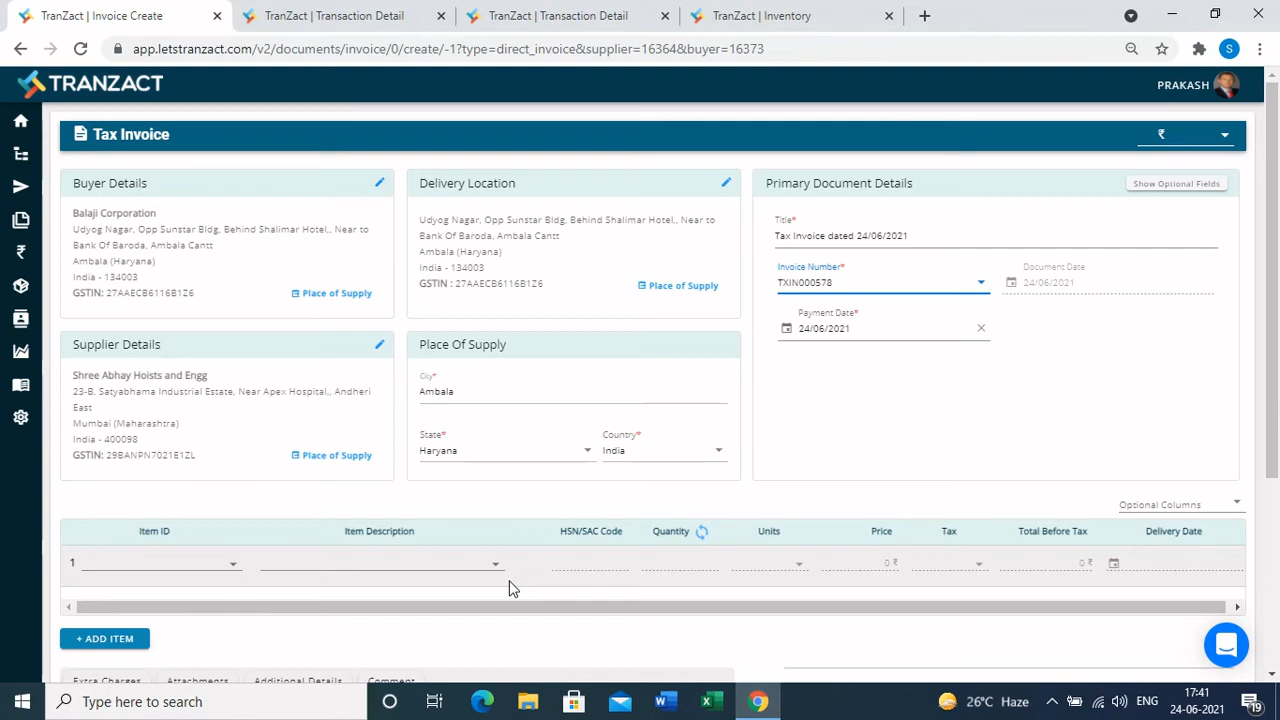 TranZact | Tax Invoice Create
TranZact | Transaction Detail
TranZact | Transaction Detail
TranZact | Inventory
app.letstranzact.com/v2/documents/invoice/0/create/-1?type=direct_invoice&supplier=16364&buyer=16373
S
TRANZACT
PRAKASH
Tax Invoice
₹
Buyer Details
Balaji Corporation
Udyog Nagar, Opp Sunstar Bldg, Behind Shalimar Hotel,, Near to
Bank Of Baroda, Ambala Cantt
Ambala (Haryana)
India - 134003
GSTIN: 27AAECB6116B1Z6
Place of Supply
Delivery Location
Udyog Nagar, Opp Sunstar Bldg, Behind Shalimar Hotel,, Near to
Bank Of Baroda, Ambala Cantt
Ambala (Haryana)
India - 134003
GSTIN : 27AAECB6116B1Z6
Place of Supply
Primary Document Details
Show Optional Fields
Title*
Tax Invoice dated 24/06/2021
Invoice Number*
TXIN000578
Document Date
24/06/2021
Payment Date*
24/06/2021
Supplier Details
Shree Abhay Hoists and Engg
23-B, Satyabhama Industrial Estate, Near Apex Hospital,, Andheri
East
Mumbai (Maharashtra)
India - 400098
GSTIN: 29BANPN7021E1ZL
Place of Supply
Place Of Supply
City*
Ambala
State*
Haryana
Country*
India
Optional Columns
Item ID
Item Description
HSN/SAC Code
Quantity
Units
Price
Tax
Total Before Tax
Delivery Date
1
0 ₹
0 ₹
+ ADD ITEM
Extra Charges
Attachments
Additional Details
Comment
Type here to search
26°C Haze
ENG
17:41
24-06-2021
19